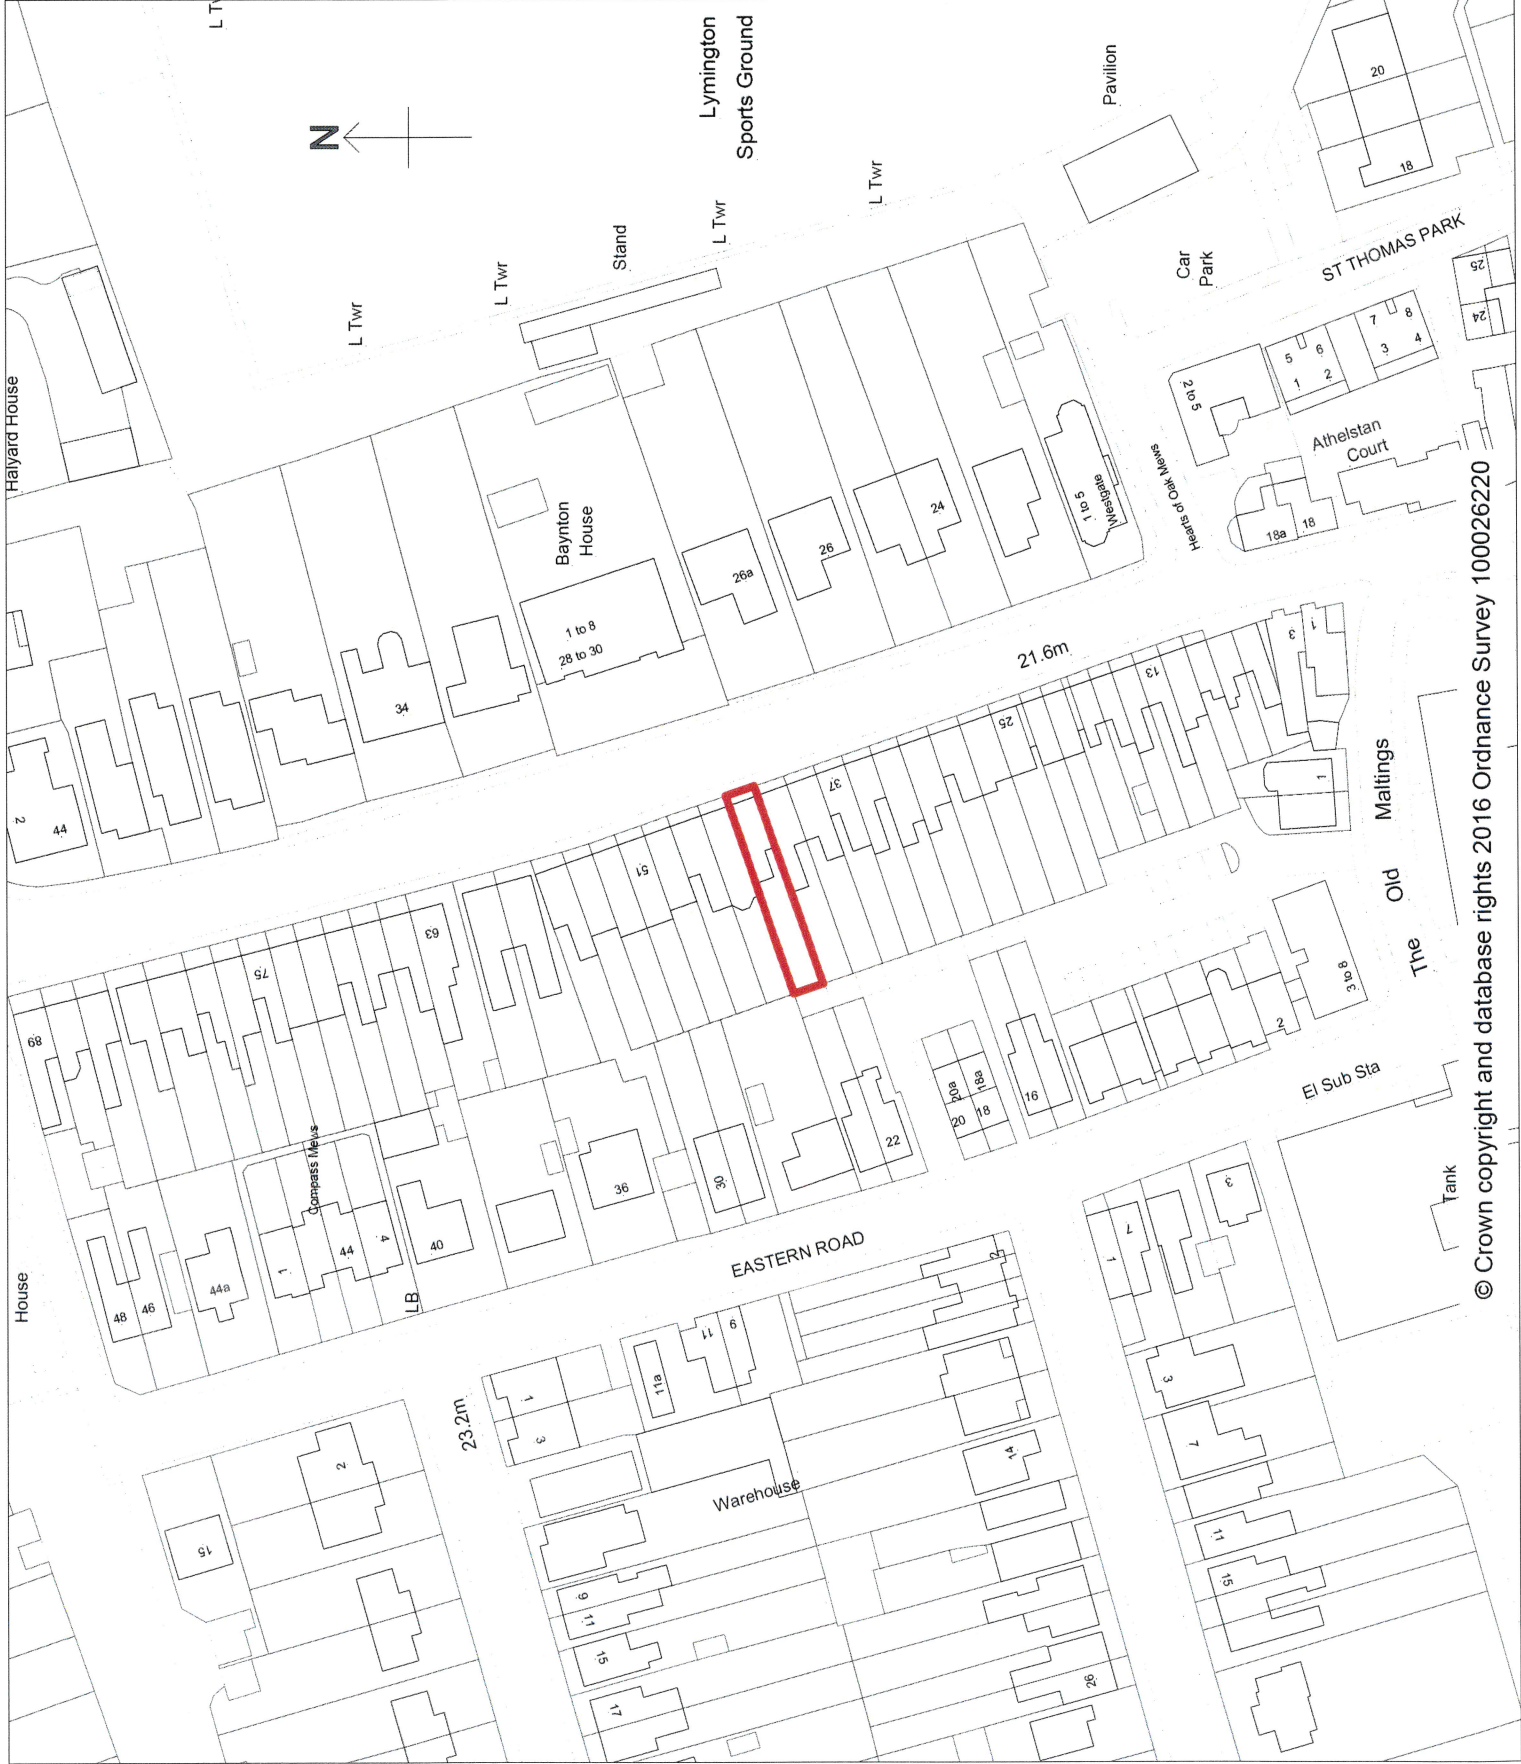 L Tw
N
Lymington
Sports Ground
Pavilion
20
18
L Twr
L Twr
L Twr
L Twr
Stand
Car
Park
ST THOMAS PARK
25
24
Halyard House
5 to 2
5
6
1
2
7
8
3
4
Athelstan
Court
Hearts of Oak Mews
18a
18
1 to 5
Westgate
24
26
26a
Baynton
House
1 to 8
28 to 30
34
2
44
21.6m
13
3
1
1
25
37
51
63
75
89
The Old Maltings
3 to 8
2
El Sub Sta
16
20a
18a
20
18
22
30
36
Compass Mews
40
44
4
1
44a
46
48
House
LB
EASTERN ROAD
Tank
3
7
1
2
9
11
11a
1
3
23.2m
2
15
Warehouse
14
3
7
11
15
9
11
15
17
26
© Crown copyright and database rights 2016 Ordnance Survey 100026220